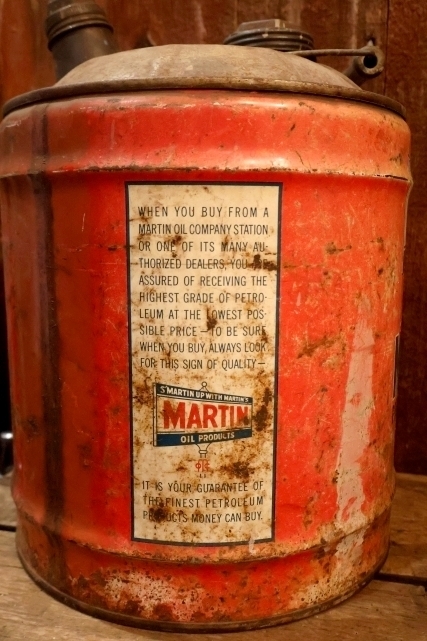 WHEN YOU BUY FROM A
MARTIN OIL COMPANY STATION
OR ONE OF ITS MANY AU-
THORIZED DEALERS, YOU ARE
ASSURED OF RECEIVING THE
HIGHEST GRADE OF PETRO-
LEUM AT THE LOWEST POS-
SIBLE PRICE — TO BE SURE
WHEN YOU BUY, ALWAYS LOOK
FOR THIS SIGN OF QUALITY —
S'MARTIN UP WITH MARTIN'S
MARTIN
OIL PRODUCTS
IT IS YOUR GUARANTEE OF
THE FINEST PETROLEUM
PRODUCTS MONEY CAN BUY.